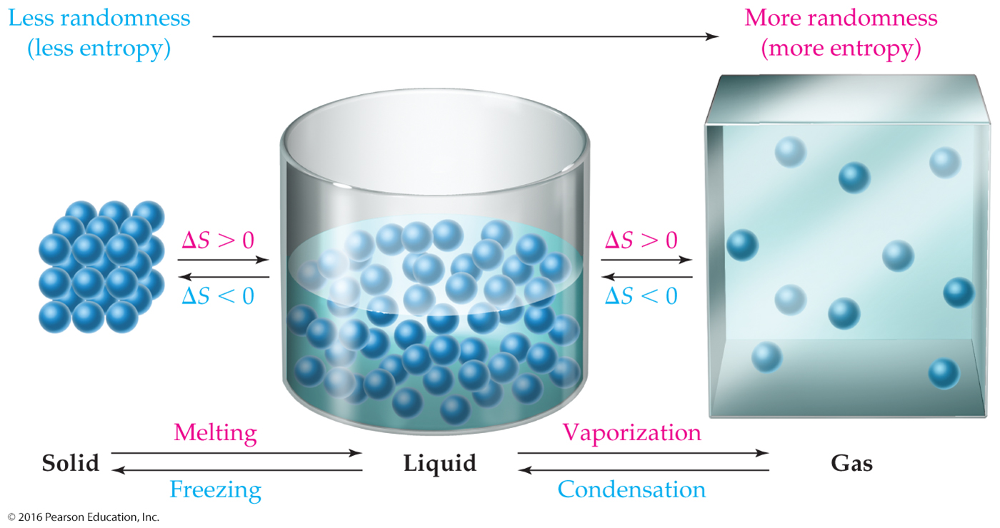 Less randomness
(less entropy)
More randomness
(more entropy)
ΔS > 0
ΔS < 0
ΔS > 0
ΔS < 0
Melting
Vaporization
Solid
Liquid
Gas
Freezing
Condensation
© 2016 Pearson Education, Inc.